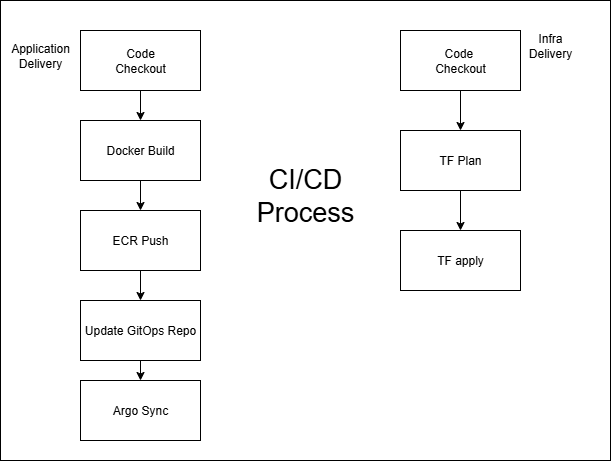 Application
Delivery
Code
Checkout
Docker Build
ECR Push
Update GitOps Repo
Argo Sync
CI/CD
Process
Infra
Delivery
Code
Checkout
TF Plan
TF apply